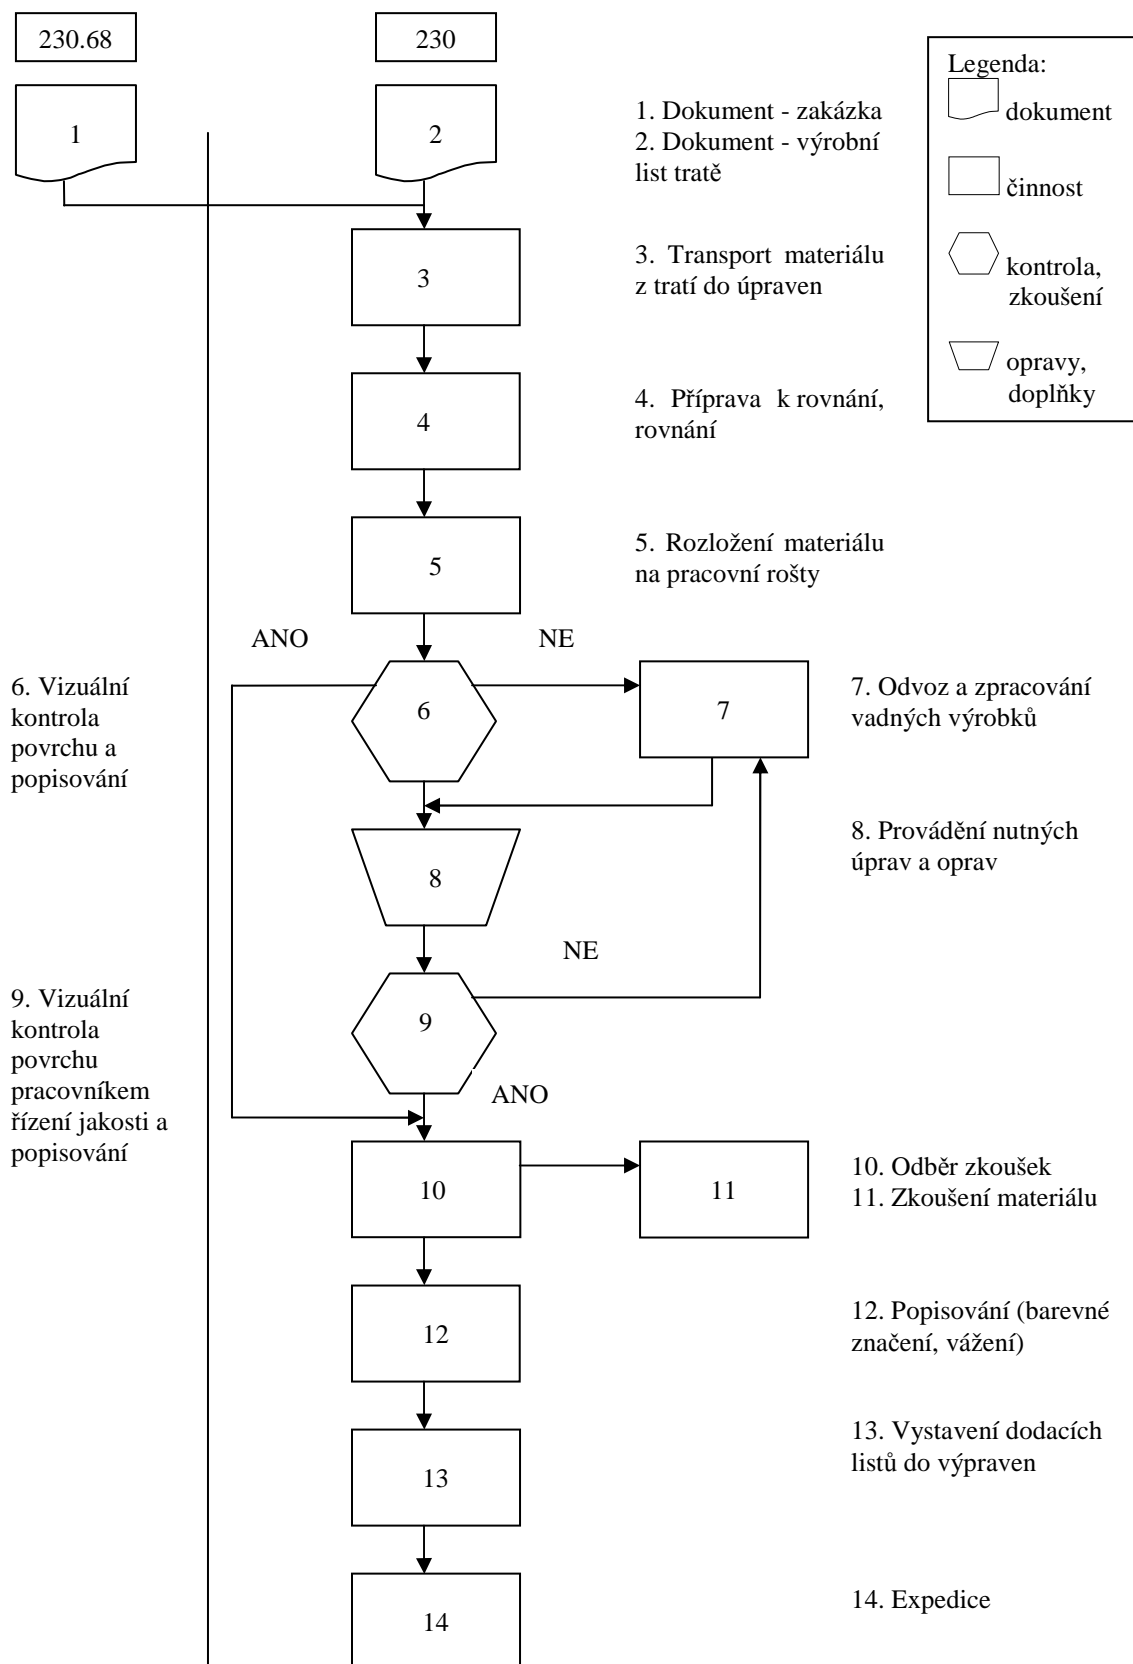 230.68
230
Legenda:
dokument
činnost
kontrola,
zkoušení
opravy,
doplňky
1
2
1. Dokument - zakázka
2. Dokument - výrobní
list tratě
3
3. Transport materiálu
z tratí do úpraven
4
4. Příprava k rovnání,
rovnání
5
5. Rozložení materiálu
na pracovní rošty
ANO
NE
6. Vizuální
kontrola
povrchu a
popisování
6
7
7. Odvoz a zpracování
vadných výrobků
8
8. Provádění nutných
úprav a oprav
NE
9. Vizuální
kontrola
povrchu
pracovníkem
řízení jakosti a
popisování
9
ANO
10
11
10. Odběr zkoušek
11. Zkoušení materiálu
12
12. Popisování (barevné
značení, vážení)
13
13. Vystavení dodacích
listů do výpraven
14
14. Expedice